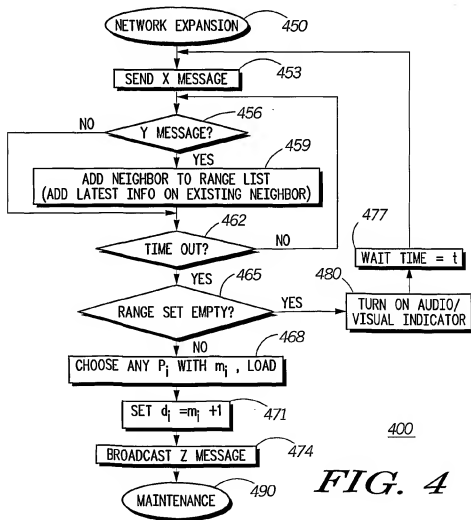 NETWORK EXPANSION
450
SEND X MESSAGE
453
456
NO
Y MESSAGE?
YES
459
ADD NEIGHBOR TO RANGE LIST
(ADD LATEST INFO ON EXISTING NEIGHBOR)
462
477
TIME OUT?
NO
WAIT TIME = t
YES
465
480
RANGE SET EMPTY?
YES
TURN ON AUDIO/
VISUAL INDICATOR
NO
468
CHOOSE ANY Pi WITH mi , LOAD
SET di =mi +1
471
400
BROADCAST Z MESSAGE
474
MAINTENANCE
490
FIG. 4